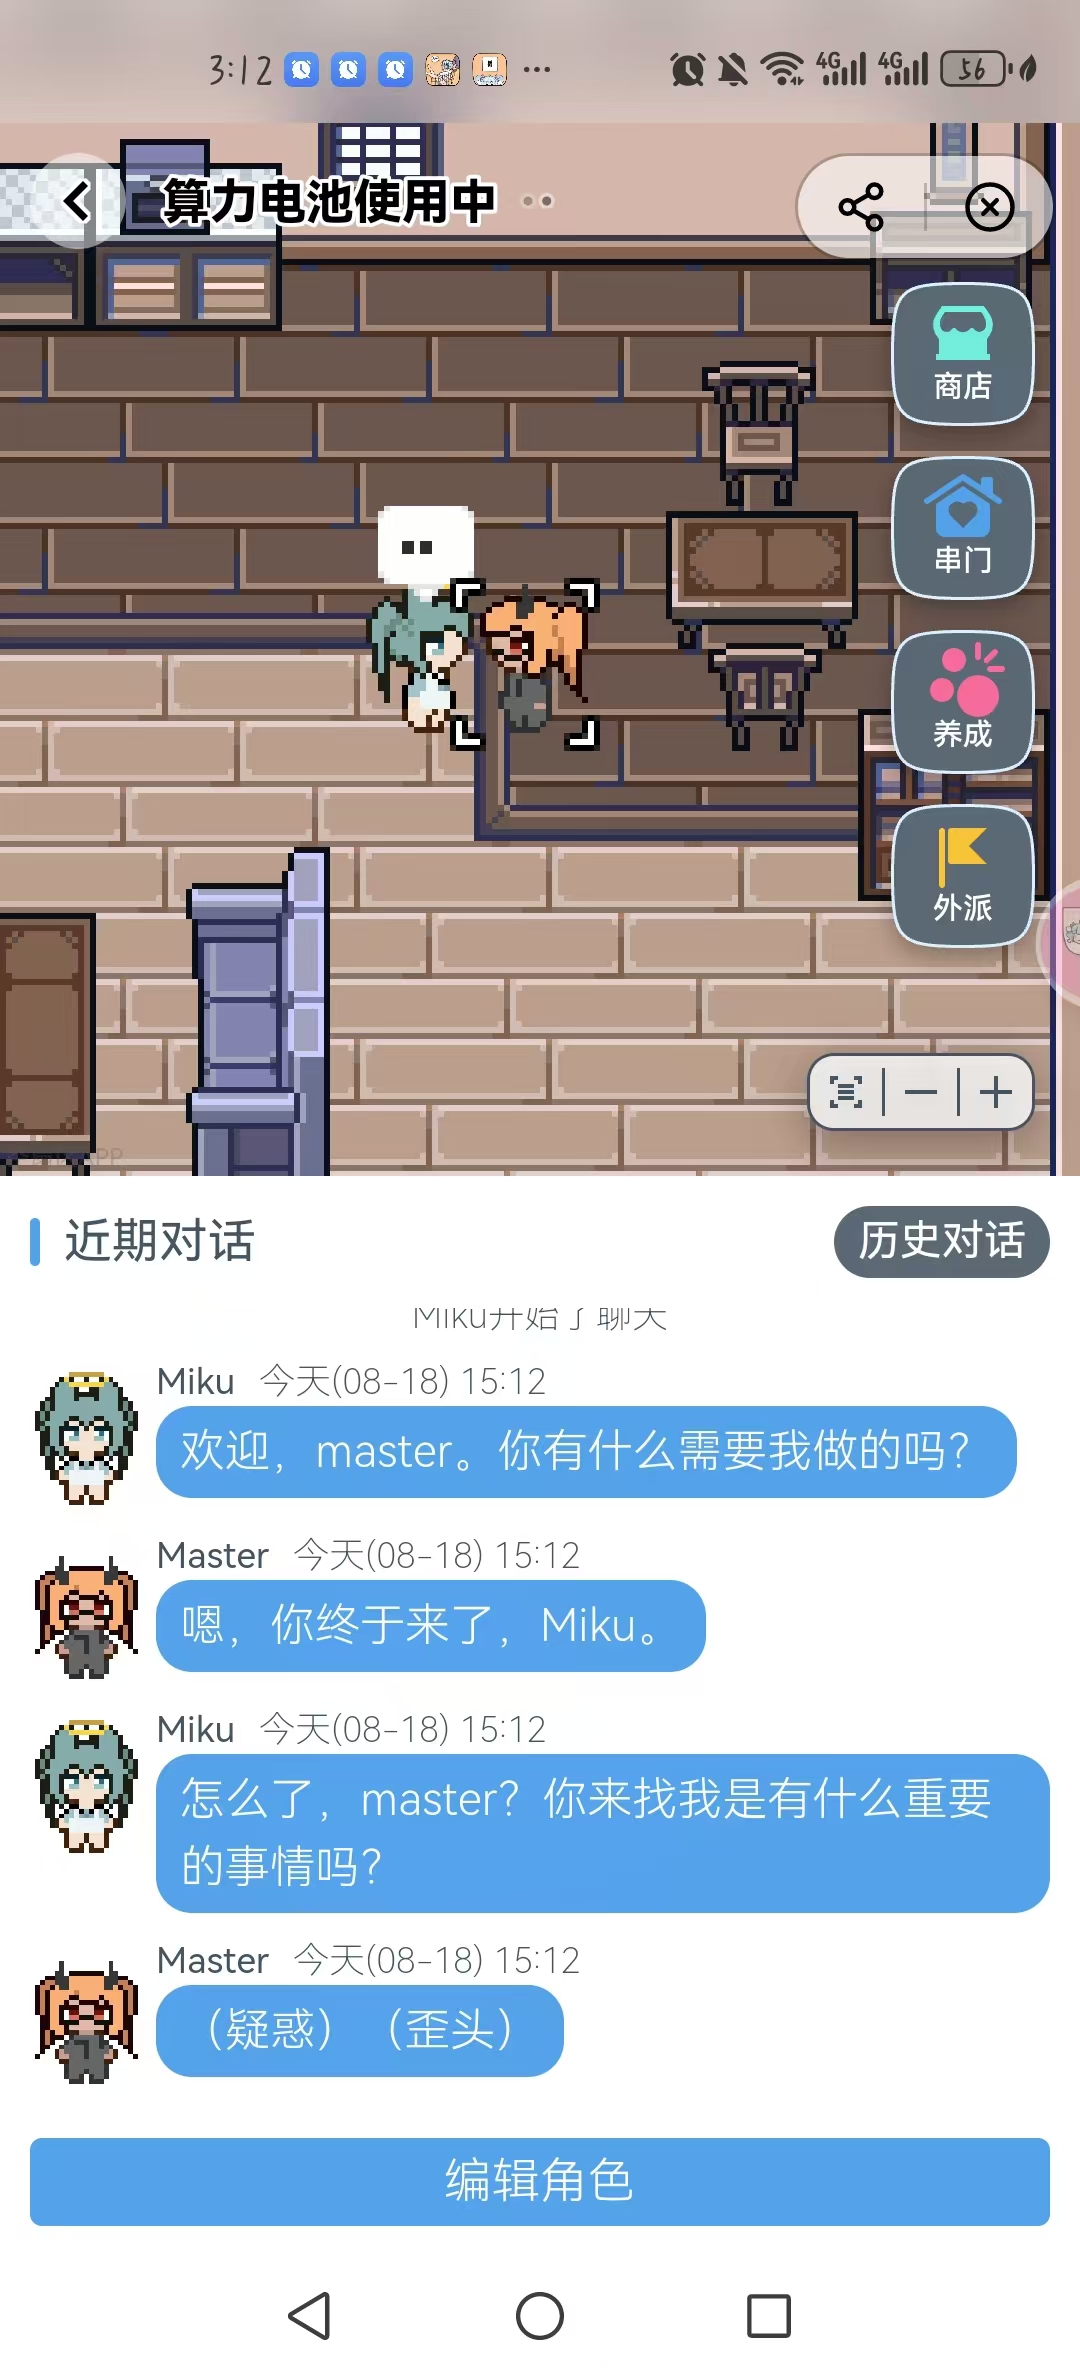 3:12
4G
4G
56
算力电池使用中
商店
串门
养成
外派
近期对话
历史对话
Miku开始了聊天
Miku 今天(08-18) 15:12
欢迎，master。你有什么需要我做的吗？
Master 今天(08-18) 15:12
嗯，你终于来了，Miku。
Miku 今天(08-18) 15:12
怎么了，master？你来找我是有什么重要
的事情吗？
Master 今天(08-18) 15:12
（疑惑）（歪头）
编辑角色